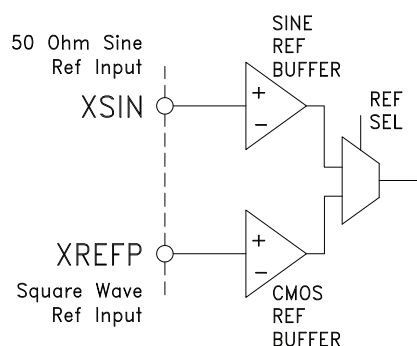 50 Ohm Sine
Ref Input
XSIN
SINE
REF
BUFFER
+
−
REF
SEL
XREFP
Square Wave
Ref Input
+
−
CMOS
REF
BUFFER